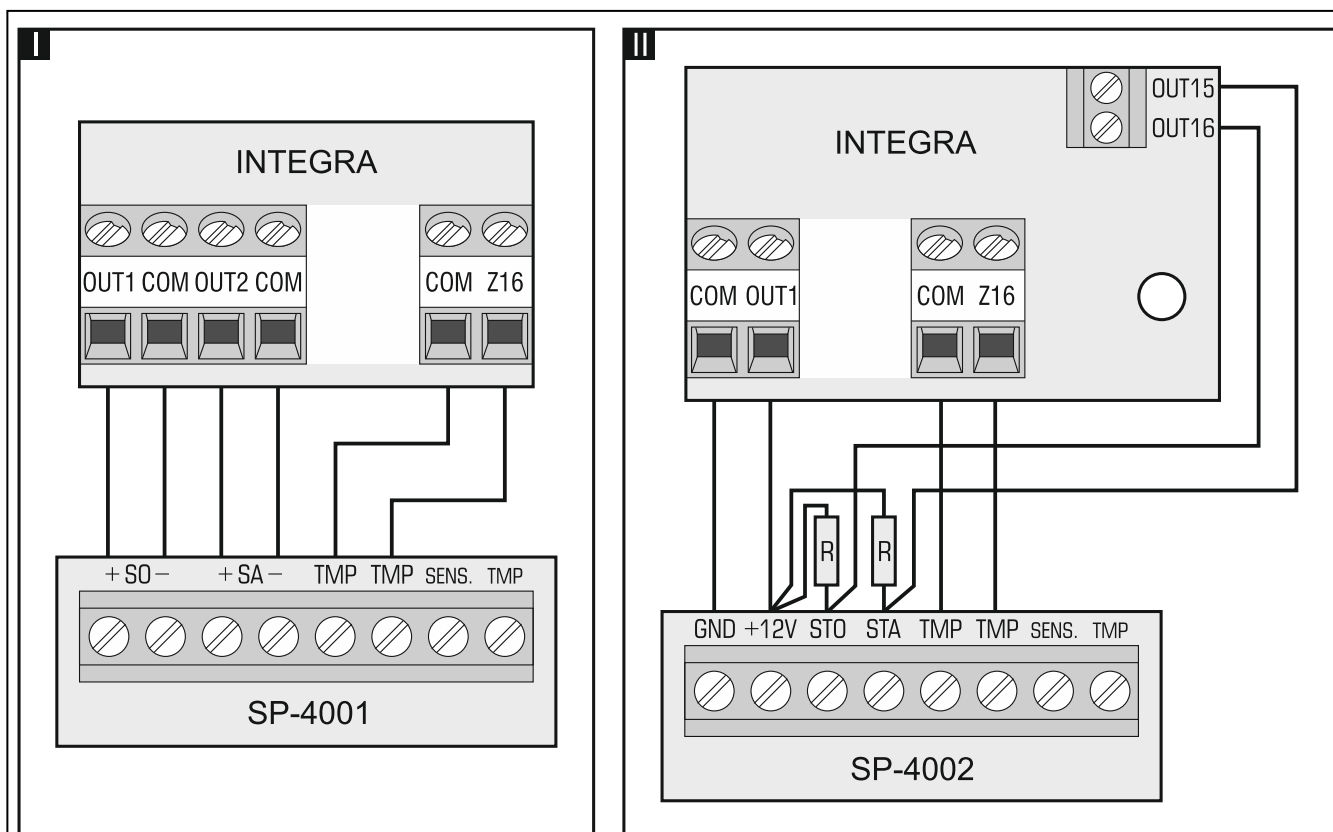 I
INTEGRA
OUT1 COM OUT2 COM
COM Z16
+ SO - + SA - TMP TMP SENS. TMP
SP-4001
II
OUT15
OUT16
INTEGRA
COM OUT1
COM Z16
R R
GND +12V STO STA TMP TMP SENS. TMP
SP-4002